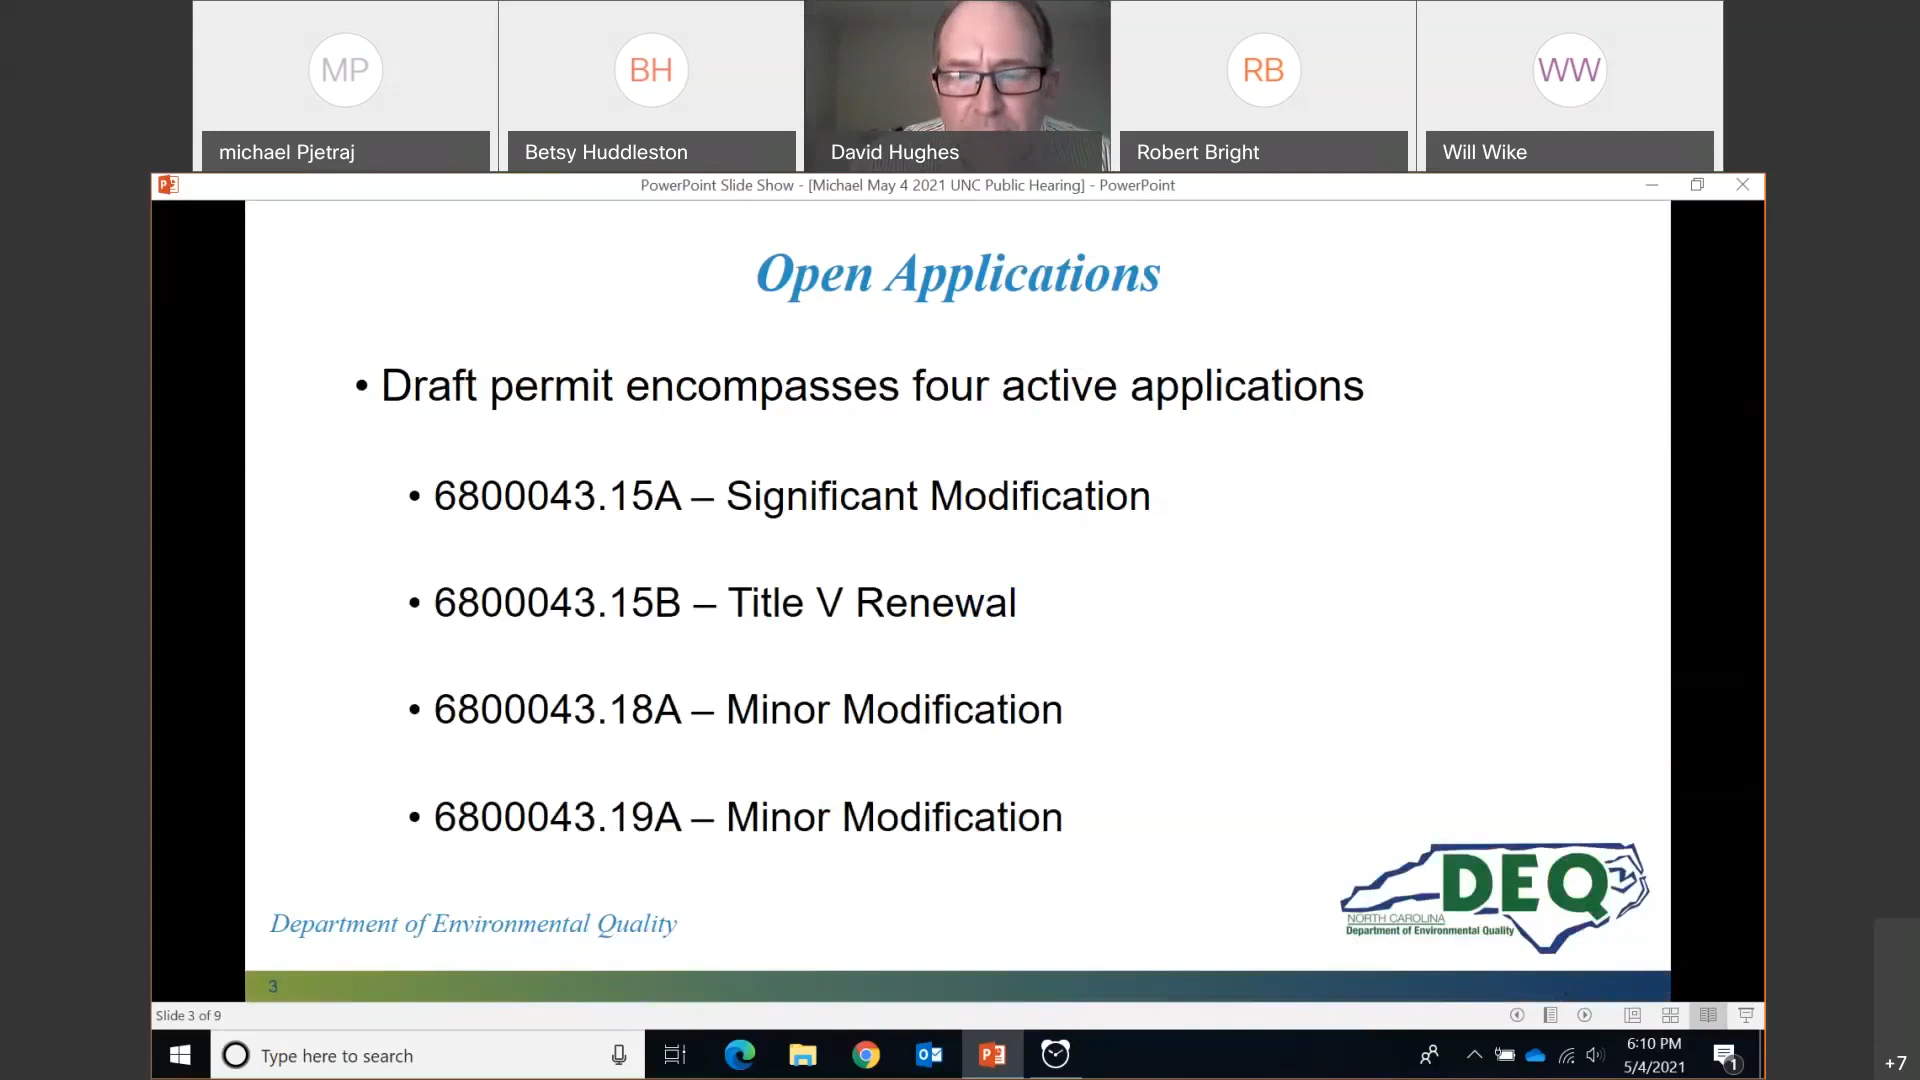 MP
BH
RB
WW
michael Pjetraj
Betsy Huddleston
David Hughes
Robert Bright
Will Wike
PowerPoint Slide Show - [Michael May 4 2021 UNC Public Hearing] - PowerPoint
Open Applications
• Draft permit encompasses four active applications
• 6800043.15A – Significant Modification
• 6800043.15B – Title V Renewal
• 6800043.18A – Minor Modification
• 6800043.19A – Minor Modification
DEQ
NORTH CAROLINA
Department of Environmental Quality
Department of Environmental Quality
3
Slide 3 of 9
Type here to search
6:10 PM
5/4/2021
1
+7